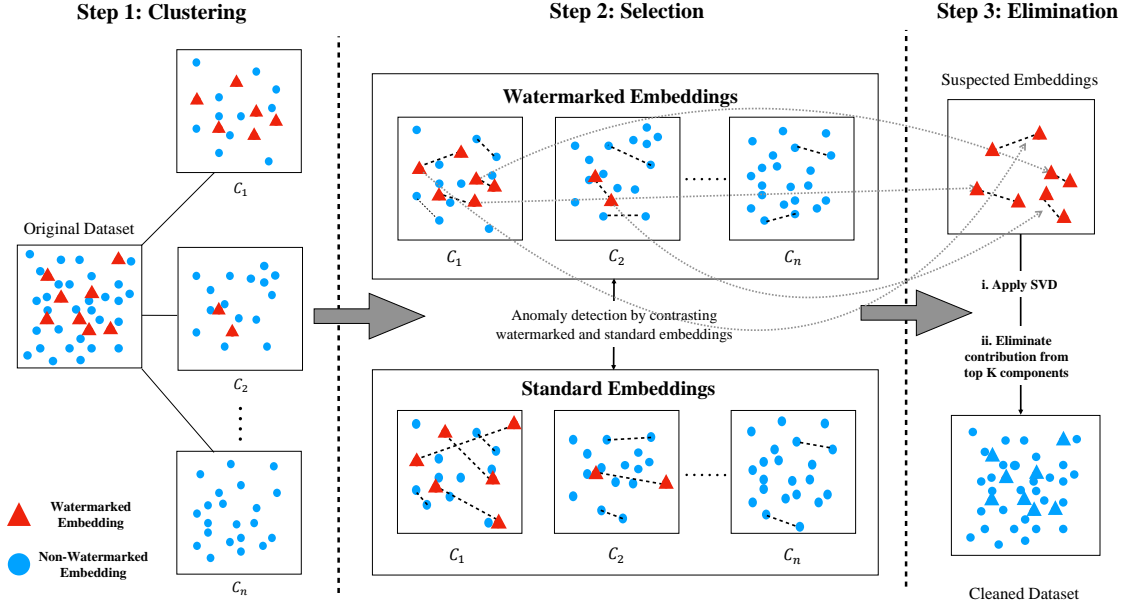 Step 1: Clustering
Step 2: Selection
Step 3: Elimination
C1
Original Dataset
C2
Cn
Watermarked
Embedding
Non-Watermarked
Embedding
Watermarked Embeddings
C1
C2
Cn
Anomaly detection by contrasting
watermarked and standard embeddings
Standard Embeddings
C1
C2
Cn
Suspected Embeddings
i. Apply SVD
ii. Eliminate
contribution from
top K components
Cleaned Dataset